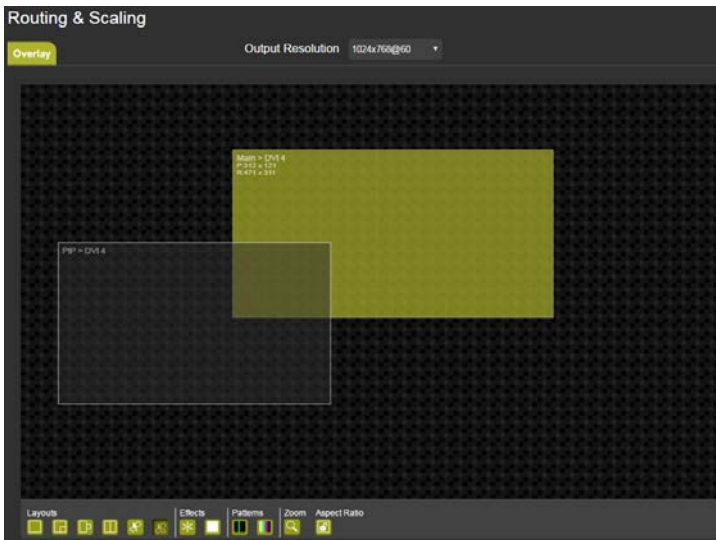 Routing & Scaling
Overlay
Output Resolution 1024x768@60
Main > DVI 4
P:312 x 121
R:471 x 311
PIP > DVI 4
Layouts Effects Patterns Zoom Aspect Ratio